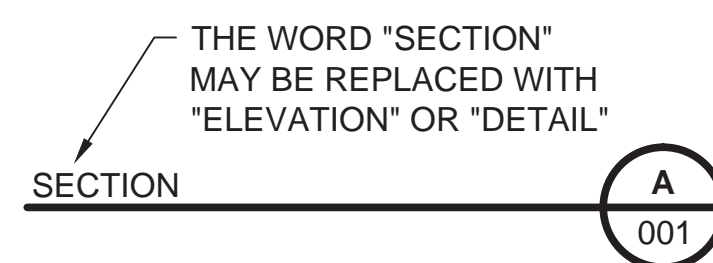 THE WORD "SECTION"
MAY BE REPLACED WITH
"ELEVATION" OR "DETAIL"
SECTION
A
001